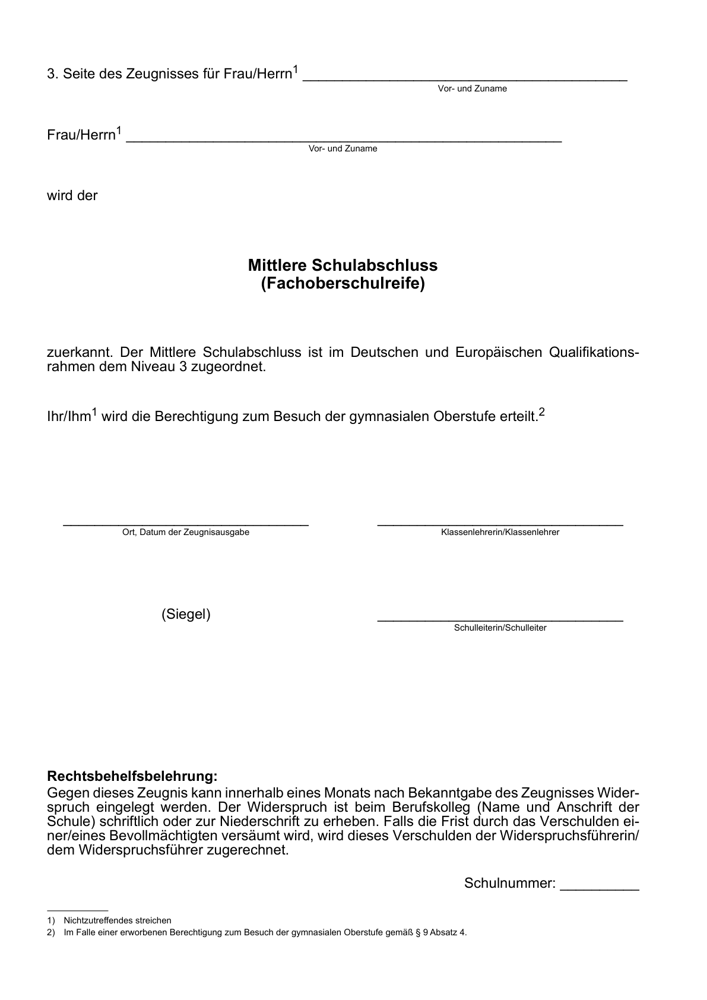 3. Seite des Zeugnisses für Frau/Herrn1 _________________________________________
Vor- und Zuname
Frau/Herrn1 _______________________________________________________
Vor- und Zuname
wird der
Mittlere Schulabschluss
(Fachoberschulreife)
zuerkannt. Der Mittlere Schulabschluss ist im Deutschen und Europäischen Qualifikations-
rahmen dem Niveau 3 zugeordnet.
Ihr/Ihm1 wird die Berechtigung zum Besuch der gymnasialen Oberstufe erteilt.2
_______________________________ _______________________________
Ort, Datum der Zeugnisausgabe Klassenlehrerin/Klassenlehrer
(Siegel) _______________________________
Schulleiterin/Schulleiter
Rechtsbehelfsbelehrung:
Gegen dieses Zeugnis kann innerhalb eines Monats nach Bekanntgabe des Zeugnisses Wider-
spruch eingelegt werden. Der Widerspruch ist beim Berufskolleg (Name und Anschrift der
Schule) schriftlich oder zur Niederschrift zu erheben. Falls die Frist durch das Verschulden ei-
ner/eines Bevollmächtigten versäumt wird, wird dieses Verschulden der Widerspruchsführerin/
dem Widerspruchsführer zugerechnet.
Schulnummer: __________
1) Nichtzutreffendes streichen
2) Im Falle einer erworbenen Berechtigung zum Besuch der gymnasialen Oberstufe gemäß § 9 Absatz 4.